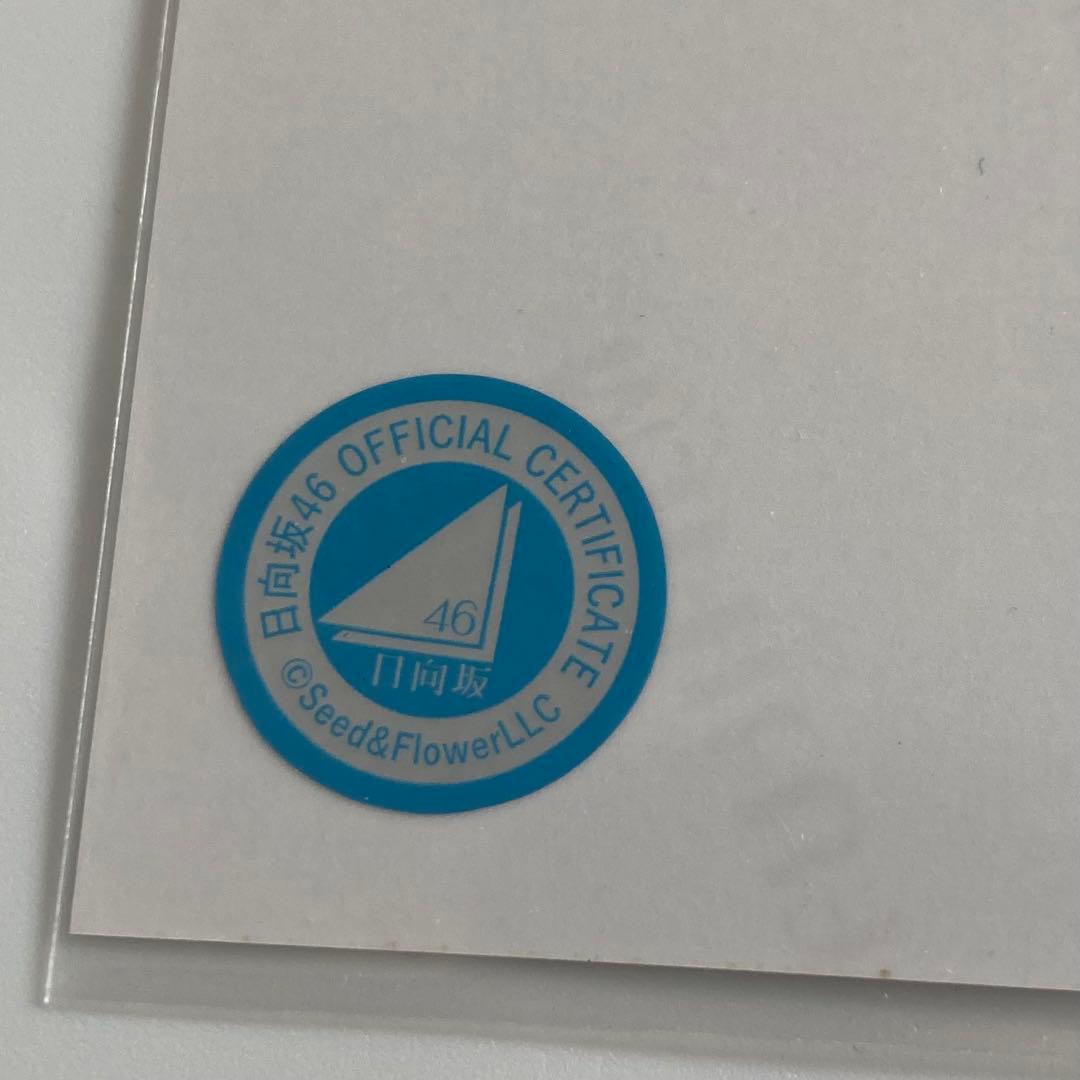 日向坂46 OFFICIAL CERTIFICATE
46
日向坂
©Seed&FlowerLLC